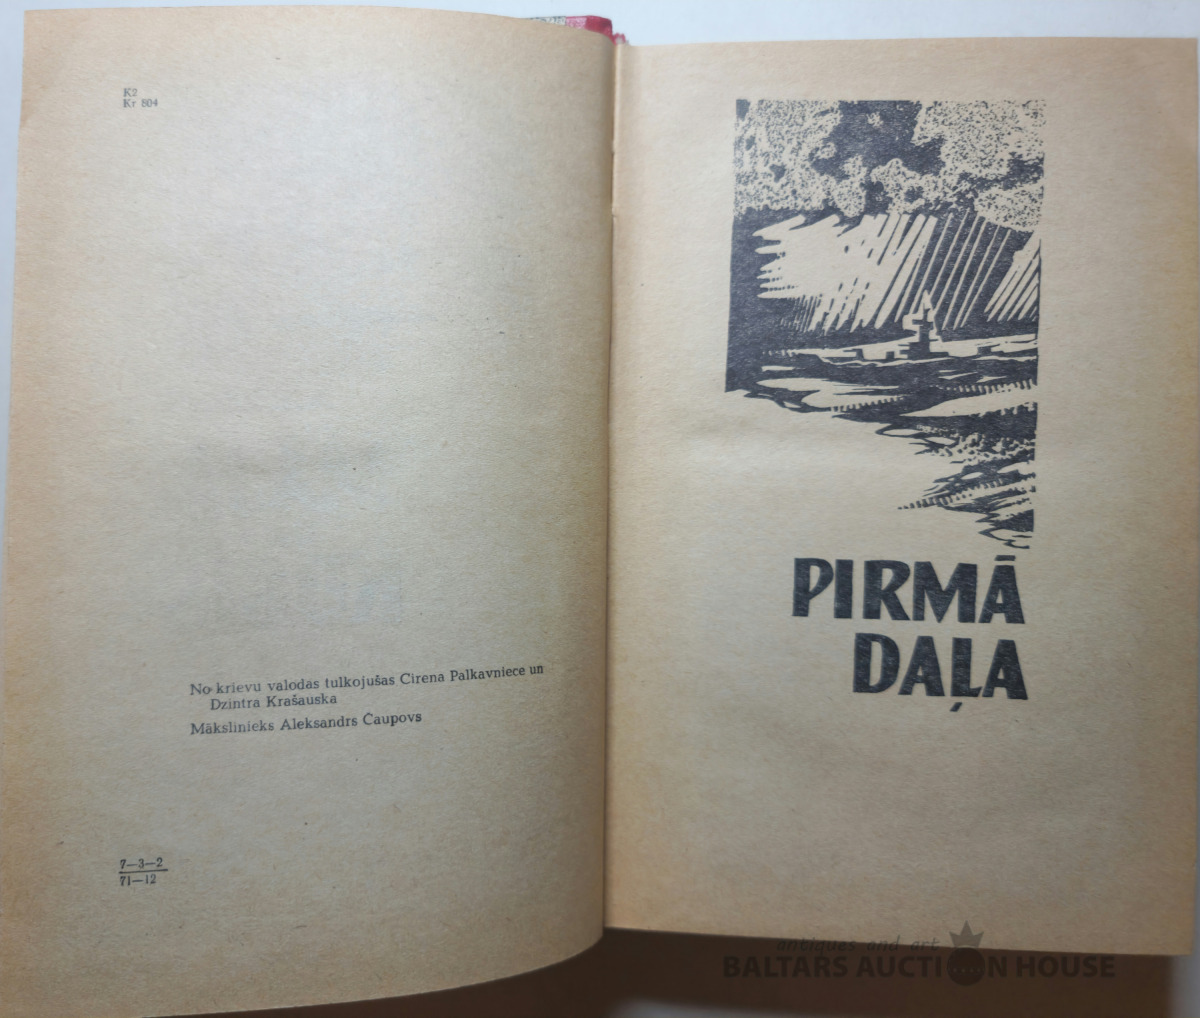 K2
Kr 804
No krievu valodas tulkojušas Cirena Palkavniece un
Dzintra Krašauska
Mākslinieks Aleksandrs Čaupovs
7—3—2
71—12
PIRMĀ
DAĻA
antiques and art
BALTARS AUCTION HOUSE